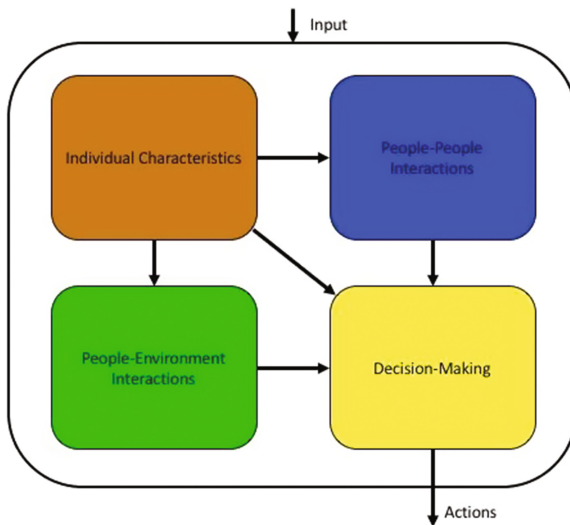 Input
Individual Characteristics
People-People
Interactions
People-Environment
Interactions
Decision-Making
Actions